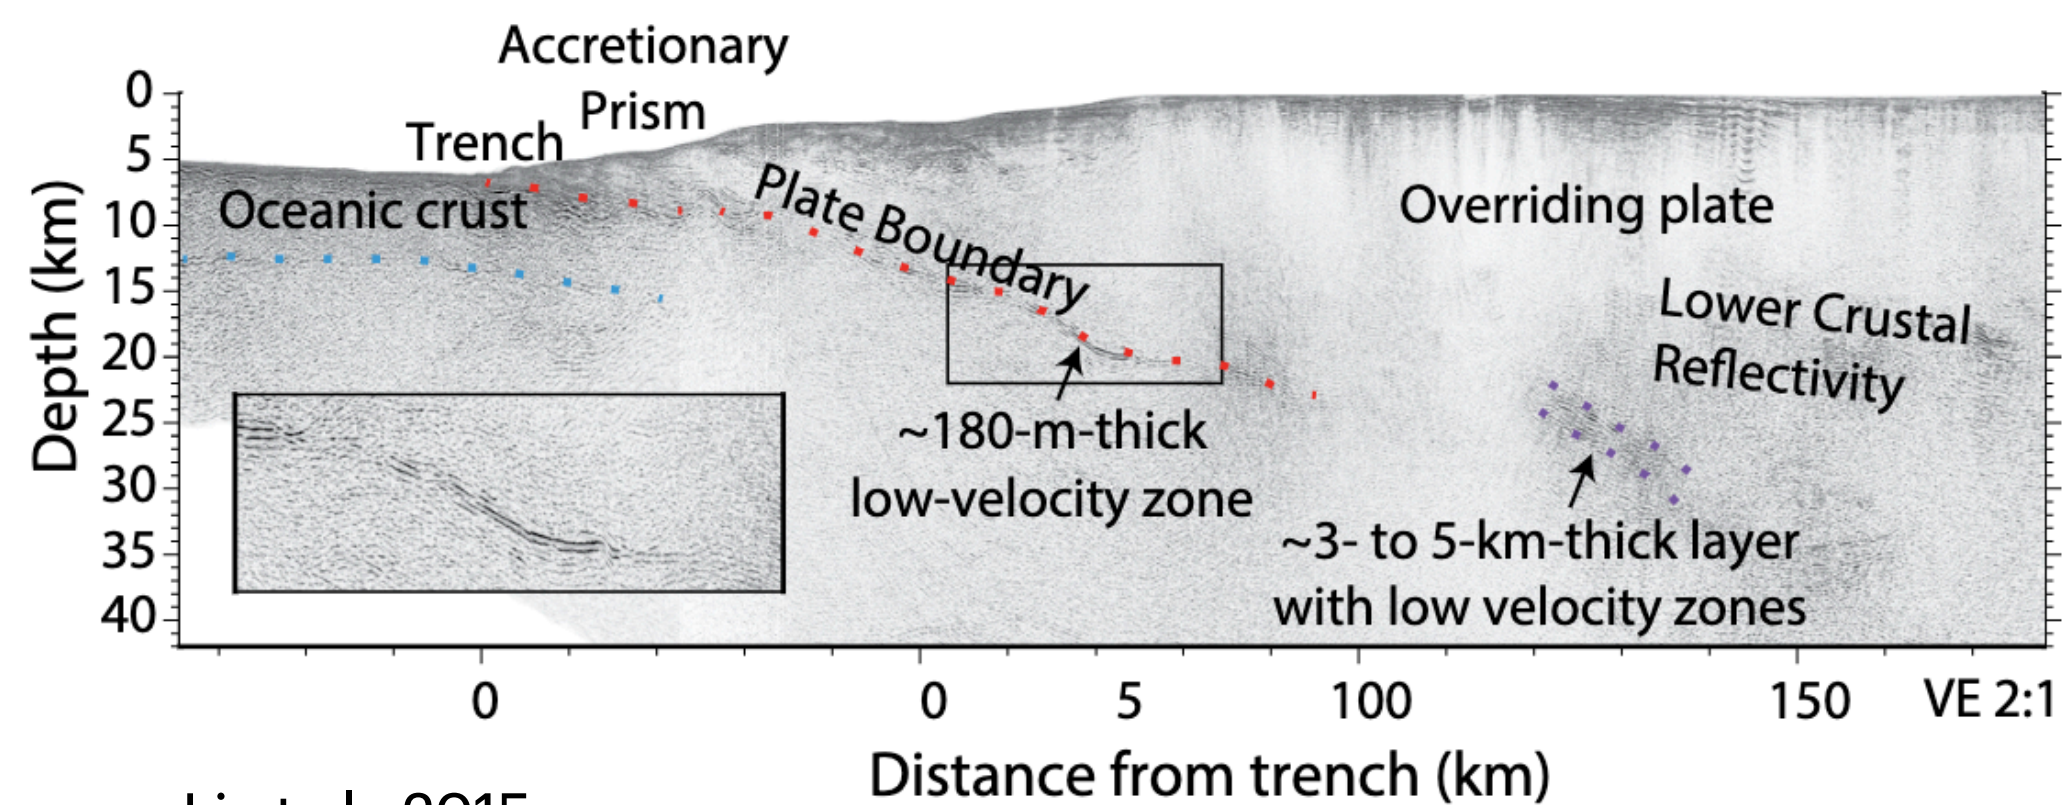 Accretionary
Prism
Trench
Oceanic crust
Plate Boundary
Overriding plate
Lower Crustal
Reflectivity
~180-m-thick
low-velocity zone
~3- to 5-km-thick layer
with low velocity zones
Depth (km)
0
5
10
15
20
25
30
35
40
0 0 5 100 150 VE 2:1
Distance from trench (km)